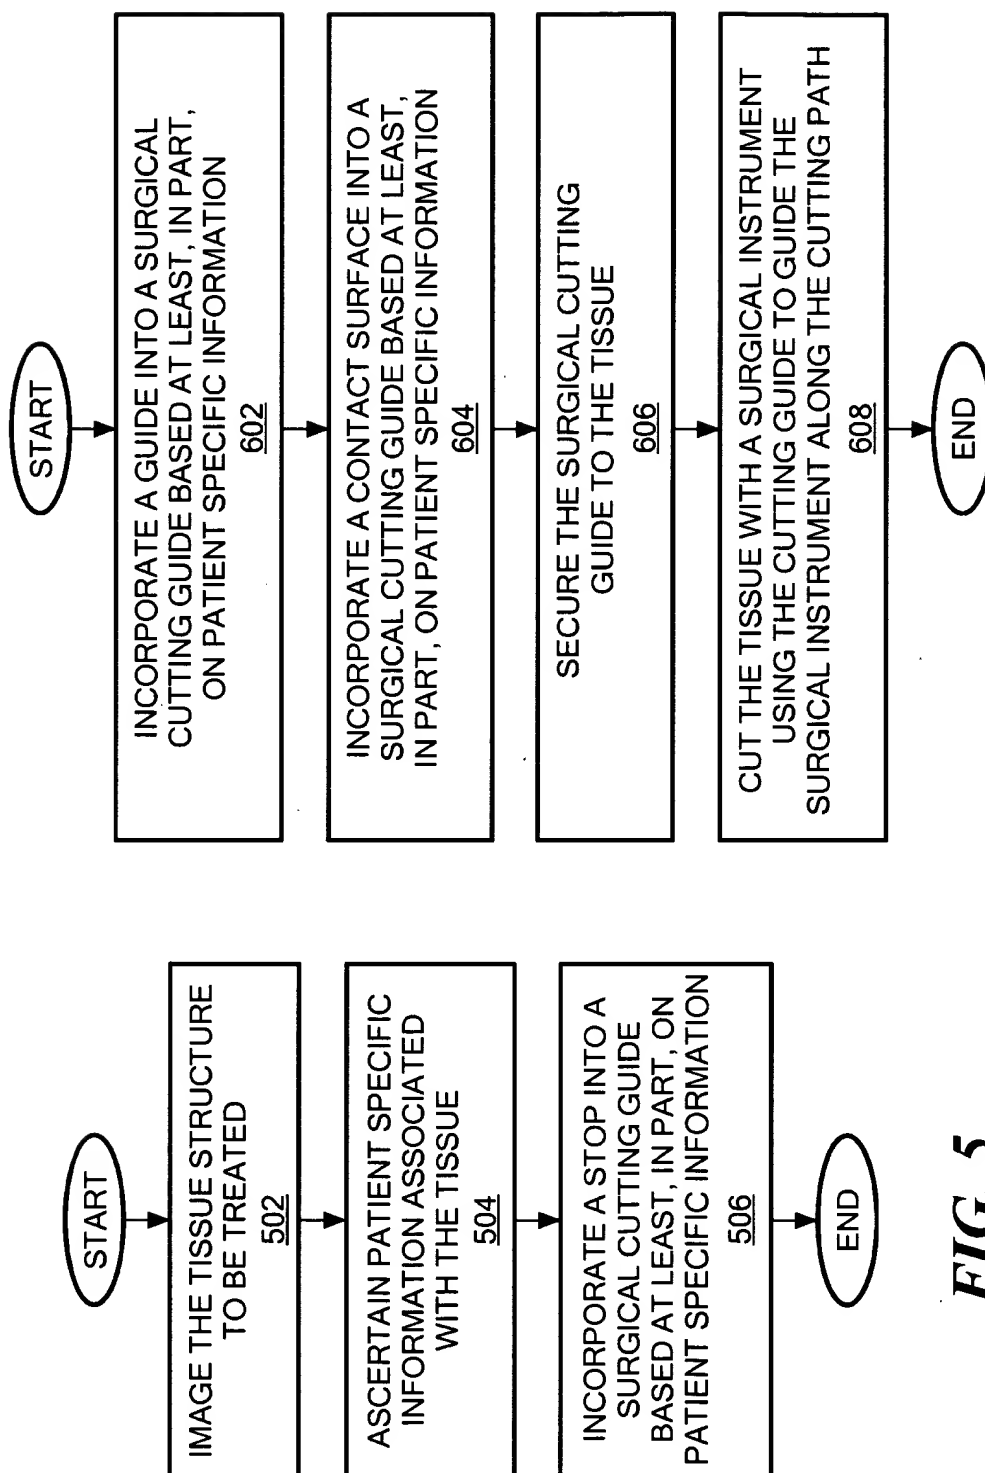 START
IMAGE THE TISSUE STRUCTURE
TO BE TREATED
502
ASCERTAIN PATIENT SPECIFIC
INFORMATION ASSOCIATED
WITH THE TISSUE
504
INCORPORATE A STOP INTO A
SURGICAL CUTTING GUIDE
BASED AT LEAST, IN PART, ON
PATIENT SPECIFIC INFORMATION
506
END
FIG. 5
START
INCORPORATE A GUIDE INTO A SURGICAL
CUTTING GUIDE BASED AT LEAST, IN PART,
ON PATIENT SPECIFIC INFORMATION
602
INCORPORATE A CONTACT SURFACE INTO A
SURGICAL CUTTING GUIDE BASED AT LEAST,
IN PART, ON PATIENT SPECIFIC INFORMATION
604
SECURE THE SURGICAL CUTTING
GUIDE TO THE TISSUE
606
CUT THE TISSUE WITH A SURGICAL INSTRUMENT
USING THE CUTTING GUIDE TO GUIDE THE
SURGICAL INSTRUMENT ALONG THE CUTTING PATH
608
END